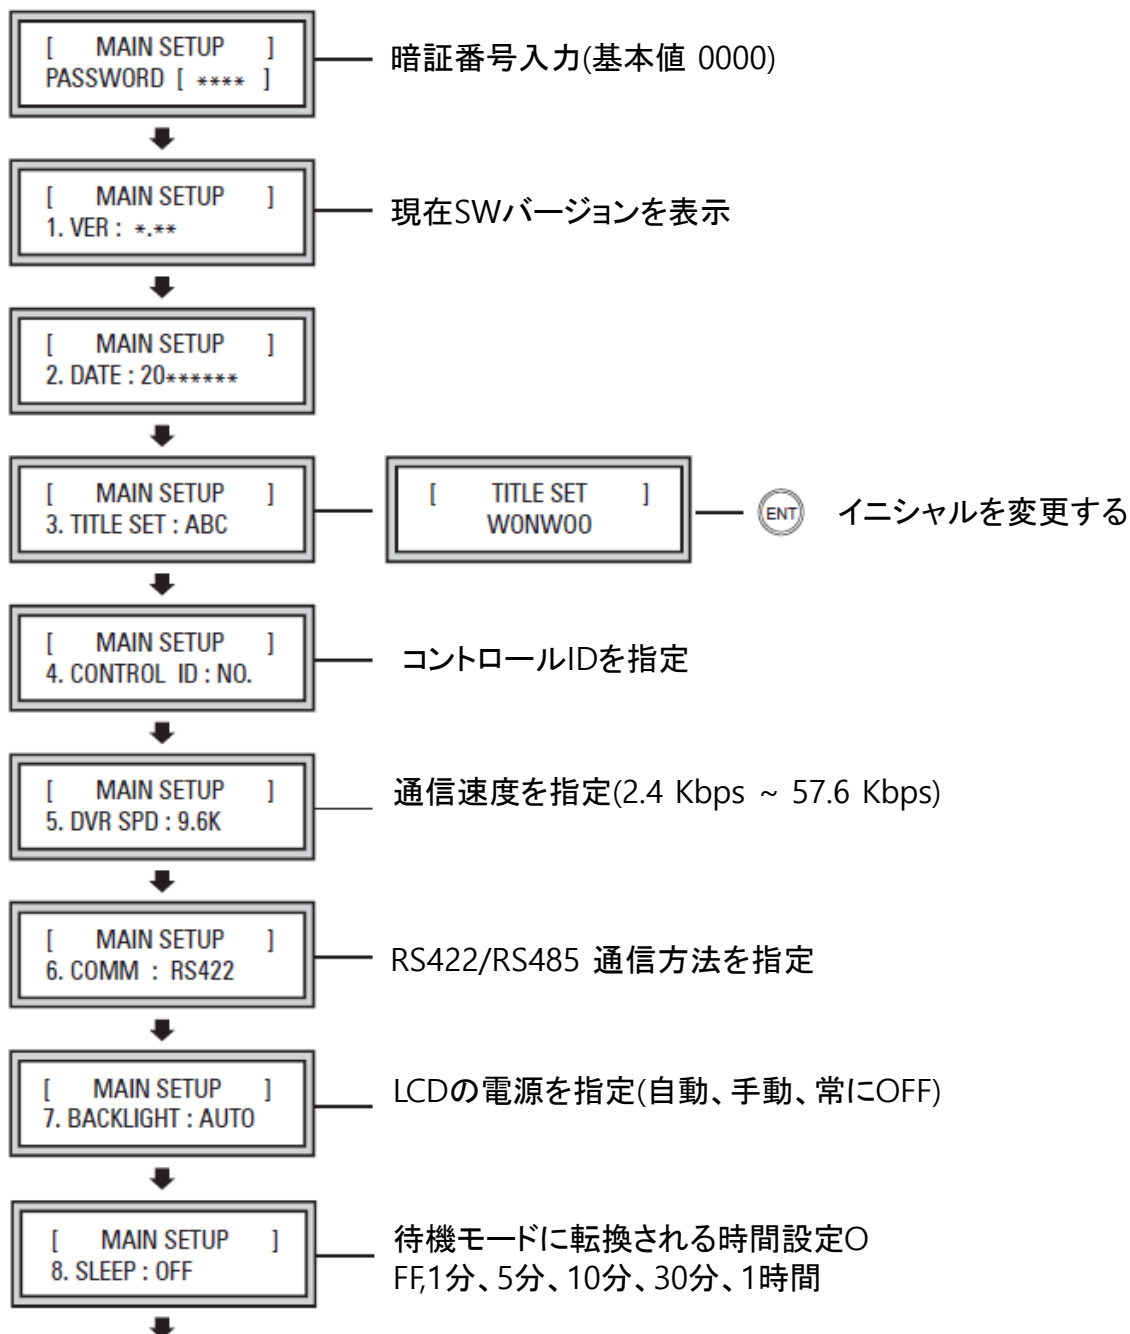 [ MAIN SETUP ]
PASSWORD [ **** ]
暗証番号入力(基本値 0000)
[ MAIN SETUP ]
1. VER : *.**
現在SWバージョンを表示
[ MAIN SETUP ]
2. DATE : 20******
[ MAIN SETUP ]
3. TITLE SET : ABC
[ TITLE SET ]
WONWOO
ENT
イニシャルを変更する
[ MAIN SETUP ]
4. CONTROL ID : NO.
コントロールIDを指定
[ MAIN SETUP ]
5. DVR SPD : 9.6K
通信速度を指定(2.4 Kbps ~ 57.6 Kbps)
[ MAIN SETUP ]
6. COMM : RS422
RS422/RS485 通信方法を指定
[ MAIN SETUP ]
7. BACKLIGHT : AUTO
LCDの電源を指定(自動、手動、常にOFF)
[ MAIN SETUP ]
8. SLEEP : OFF
待機モードに転換される時間設定O
FF,1分、5分、10分、30分、1時間